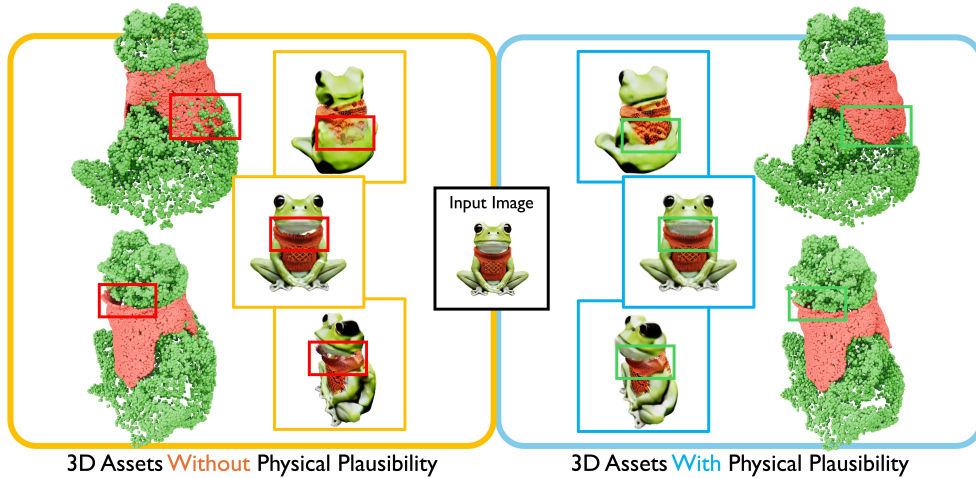 Input Image
3D Assets Without Physical Plausibility
3D Assets With Physical Plausibility